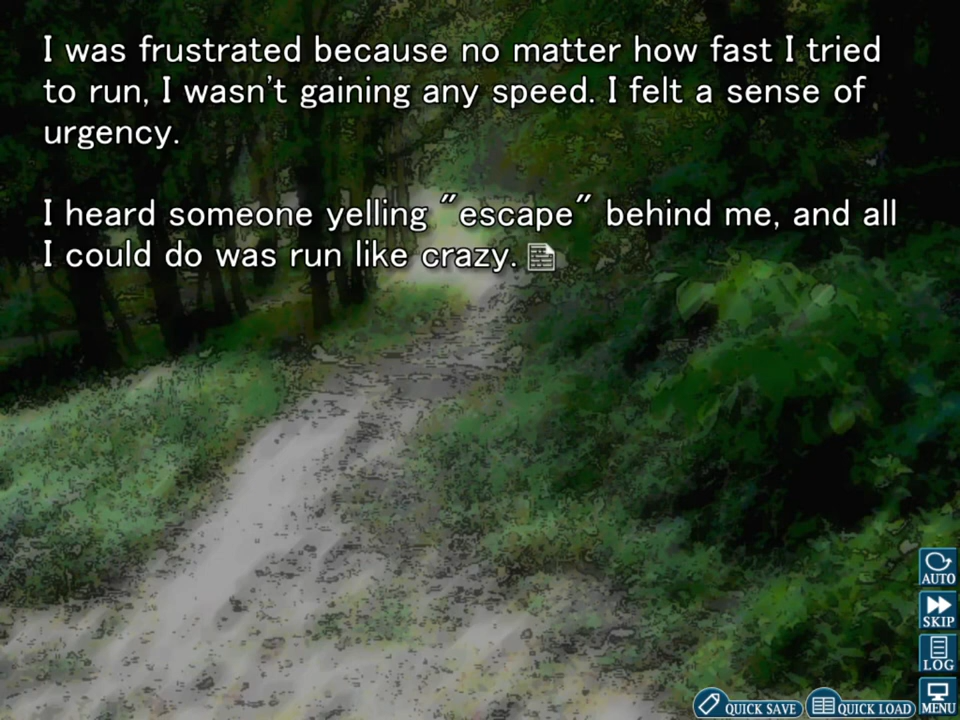 I was frustrated because no matter how fast I tried
to run, I wasn't gaining any speed. I felt a sense of
urgency.
I heard someone yelling "escape" behind me, and all
I could do was run like crazy.
AUTO
SKIP
LOG
MENU
QUICK SAVE
QUICK LOAD